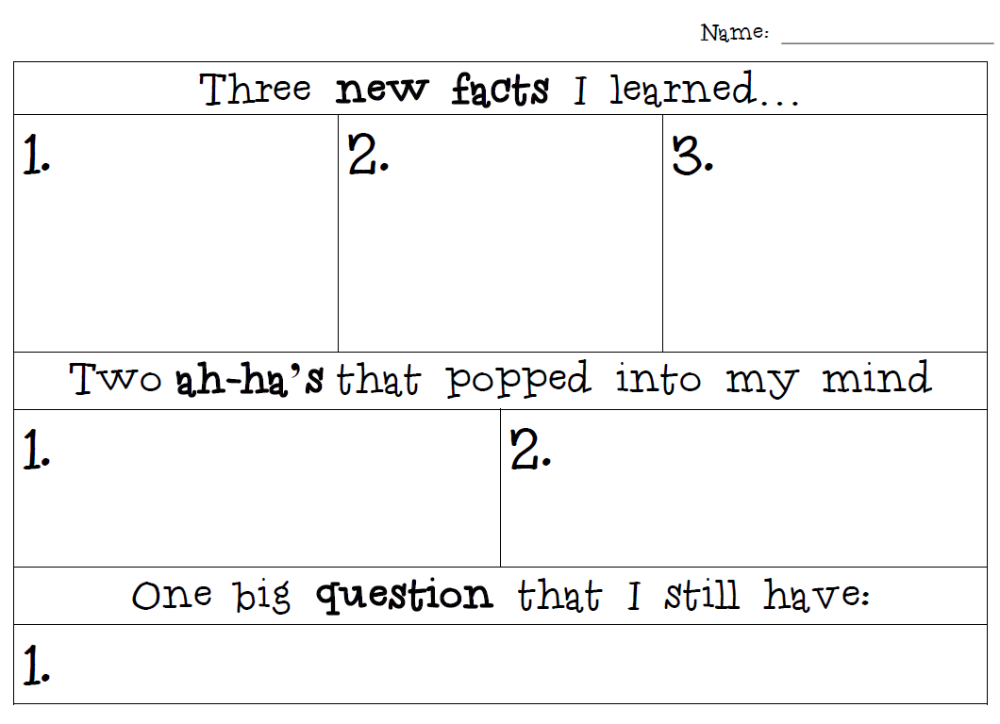 Name: ____________________
Three new facts I learned...
1. 2. 3.
Two ah-ha's that popped into my mind
1. 2.
One big question that I still have:
1.